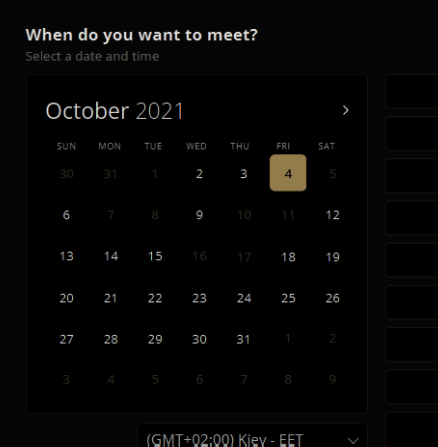 When do you want to meet?
Select a date and time
October 2021
SUN MON TUE WED THU FRI SAT
30 31 1 2 3 4 5
6 7 8 9 10 11 12
13 14 15 16 17 18 19
20 21 22 23 24 25 26
27 28 29 30 31 1 2
3 4 5 6 7 8 9
(GMT+02:00) Kiev - EET